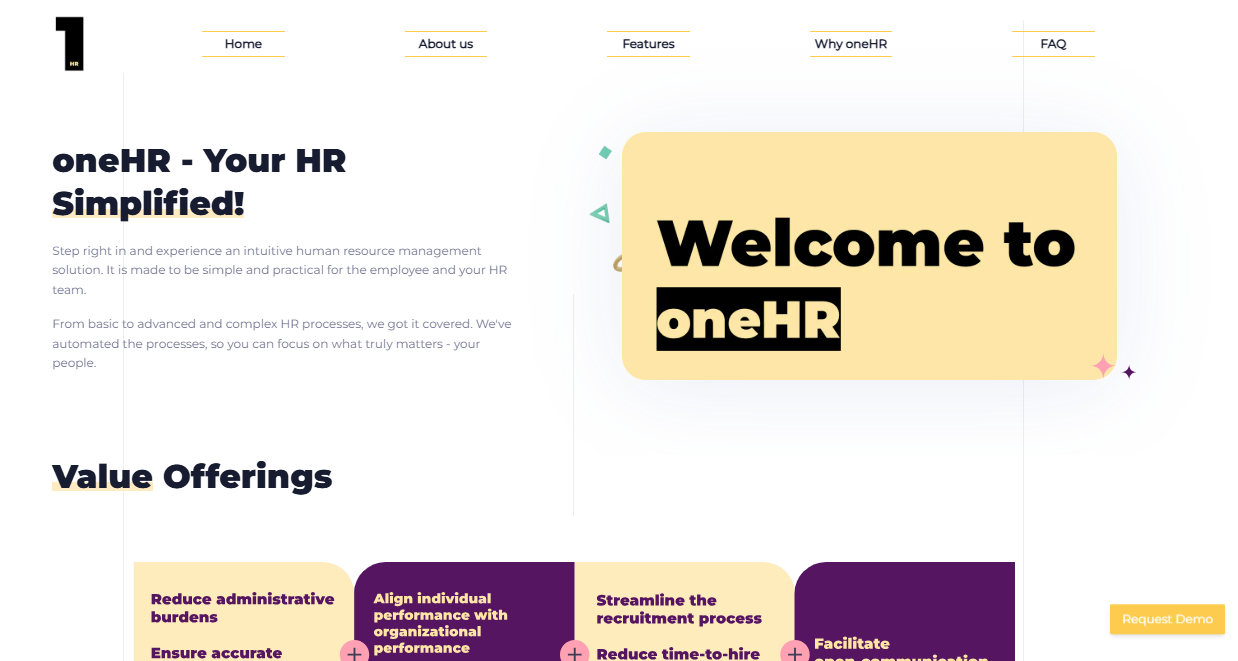 HR
Home
About us
Features
Why oneHR
FAQ
oneHR - Your HR
Simplified!
Step right in and experience an intuitive human resource management
solution. It is made to be simple and practical for the employee and your HR
team.
From basic to advanced and complex HR processes, we got it covered. We've
automated the processes, so you can focus on what truly matters - your
people.
Welcome to
oneHR
Value Offerings
Reduce administrative
burdens
Ensure accurate
Align individual
performance with
organizational
performance
Streamline the
recruitment process
Reduce time-to-hire
Facilitate
open communication
Request Demo